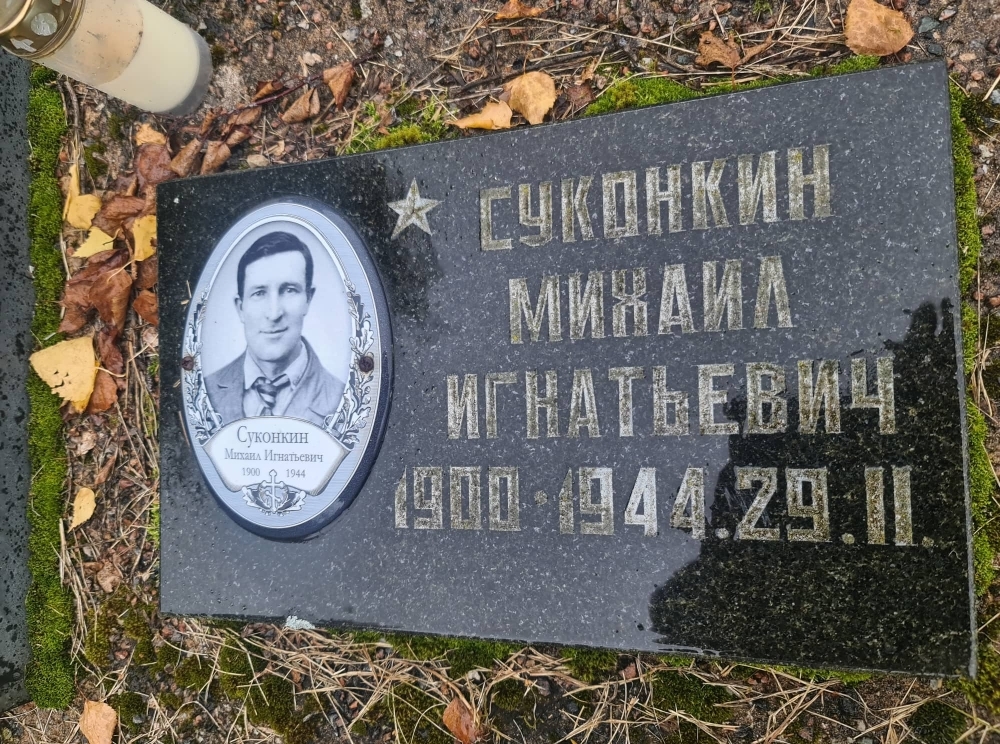 СУКОНКИН
МИХАИЛ
ИГНАТЬЕВИЧ
1900 · 1944.29.II.
Суконкин
Михаил Игнатьевич
1900 1944